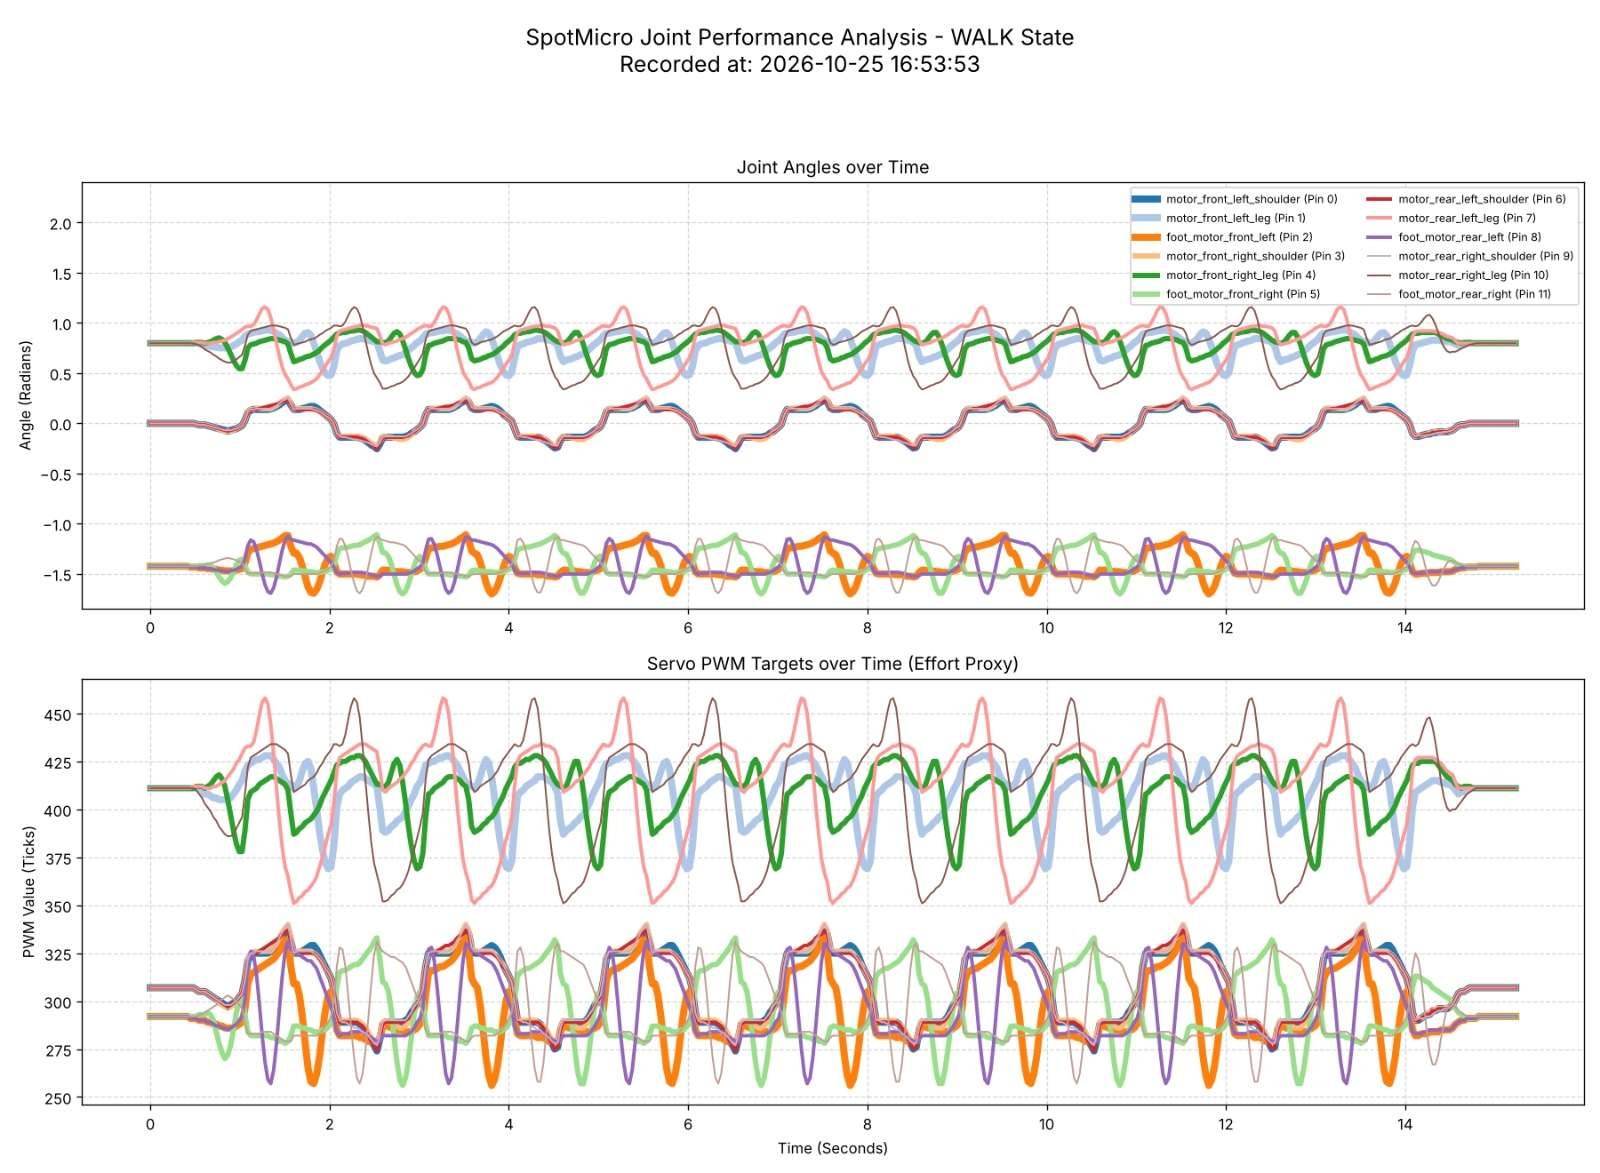 SpotMicro Joint Performance Analysis - WALK State
Recorded at: 2026-10-25 16:53:53
Joint Angles over Time
motor_front_left_shoulder (Pin 0)
motor_front_left_leg (Pin 1)
foot_motor_front_left (Pin 2)
motor_front_right_shoulder (Pin 3)
motor_front_right_leg (Pin 4)
foot_motor_front_right (Pin 5)
motor_rear_left_shoulder (Pin 6)
motor_rear_left_leg (Pin 7)
foot_motor_rear_left (Pin 8)
motor_rear_right_shoulder (Pin 9)
motor_rear_right_leg (Pin 10)
foot_motor_rear_right (Pin 11)
Angle (Radians)
2.0
1.5
1.0
0.5
0.0
−0.5
−1.0
−1.5
0 2 4 6 8 10 12 14
Servo PWM Targets over Time (Effort Proxy)
PWM Value (Ticks)
450
425
400
375
350
325
300
275
250
0 2 4 6 8 10 12 14
Time (Seconds)